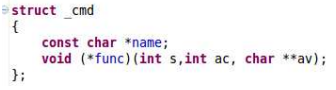 struct _cmd
{
    const char *name;
    void (*func)(int s,int ac, char **av);
};